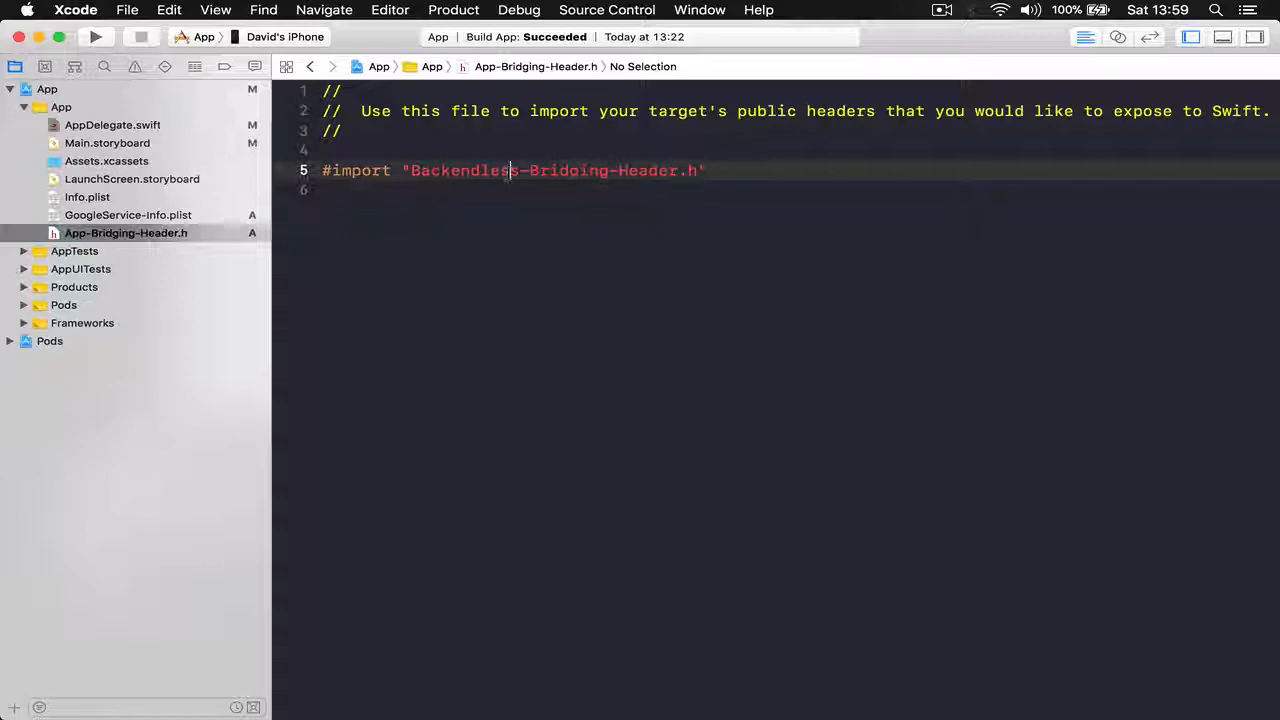 Xcode File Edit View Find Navigate Editor Product Debug Source Control Window Help 100% Sat 13:59
App David's iPhone App Build App: Succeeded Today at 13:22
App App App-Bridging-Header.h No Selection
App M
App
AppDelegate.swift M
Main.storyboard M
Assets.xcassets
LaunchScreen.storyboard
Info.plist
GoogleService-Info.plist A
App-Bridging-Header.h A
AppTests
AppUITests
Products
Pods
Frameworks
Pods
1 //
2 //  Use this file to import your target's public headers that you would like to expose to Swift.
3 //
4
5 #import "Backendless-Bridging-Header.h'
6